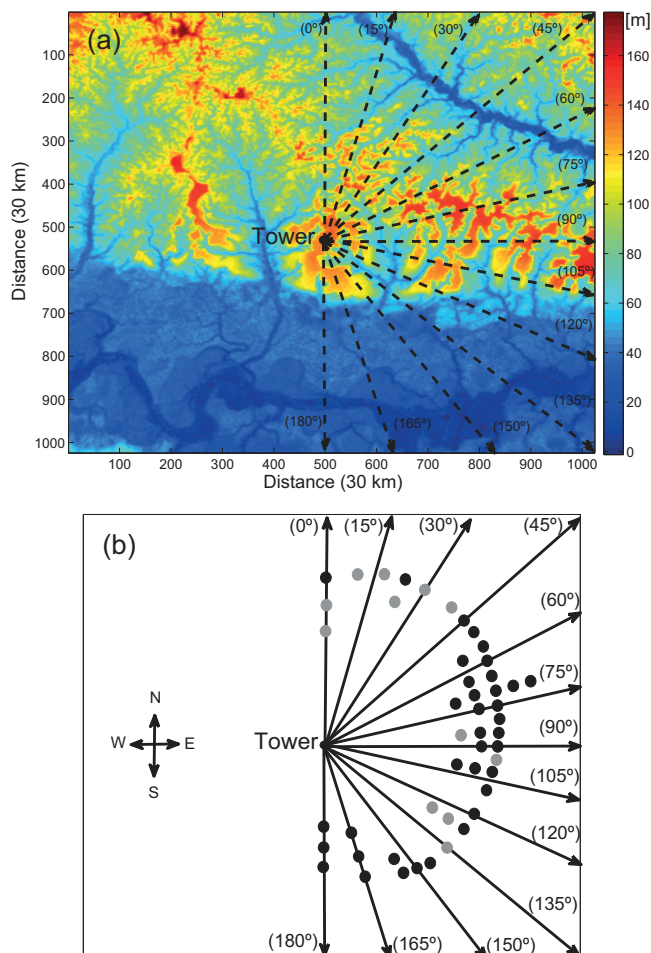 (a)
(0º)
(15º)
(30º)
(45º)
(60º)
(75º)
(90º)
(105º)
(120º)
(135º)
(150º)
(165º)
(180º)
Tower
100
200
300
400
500
600
700
800
900
1000
Distance (30 km)
100 200 300 400 500 600 700 800 900 1000
Distance (30 km)
[m]
160
140
120
100
80
60
40
20
0
(b)
(0º)
(15º)
(30º)
(45º)
(60º)
(75º)
(90º)
(105º)
(120º)
(135º)
(150º)
(165º)
(180º)
Tower
N
W E
S